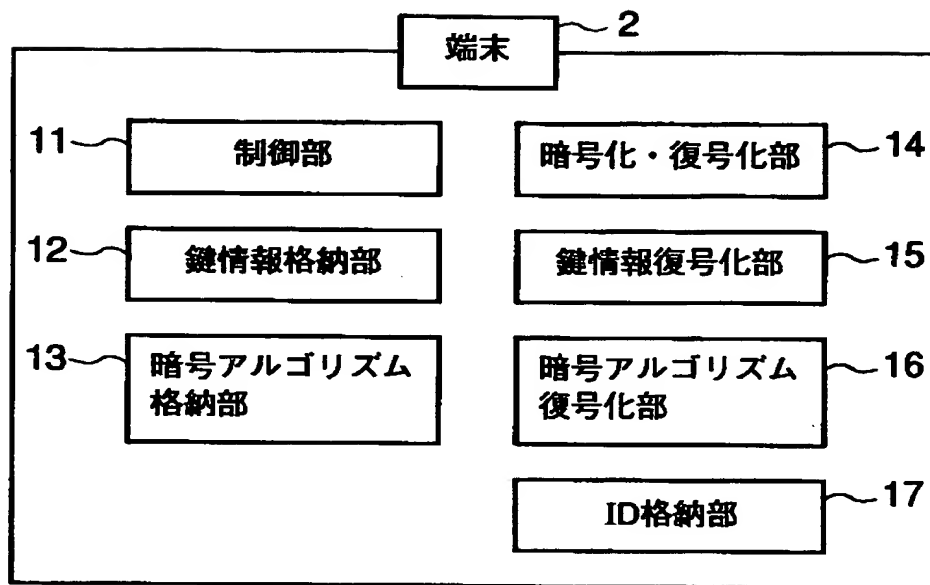 端末
2
11
制御部
暗号化・復号化部
14
12
鍵情報格納部
鍵情報復号化部
15
13
暗号アルゴリズム
格納部
暗号アルゴリズム
復号化部
16
ID格納部
17